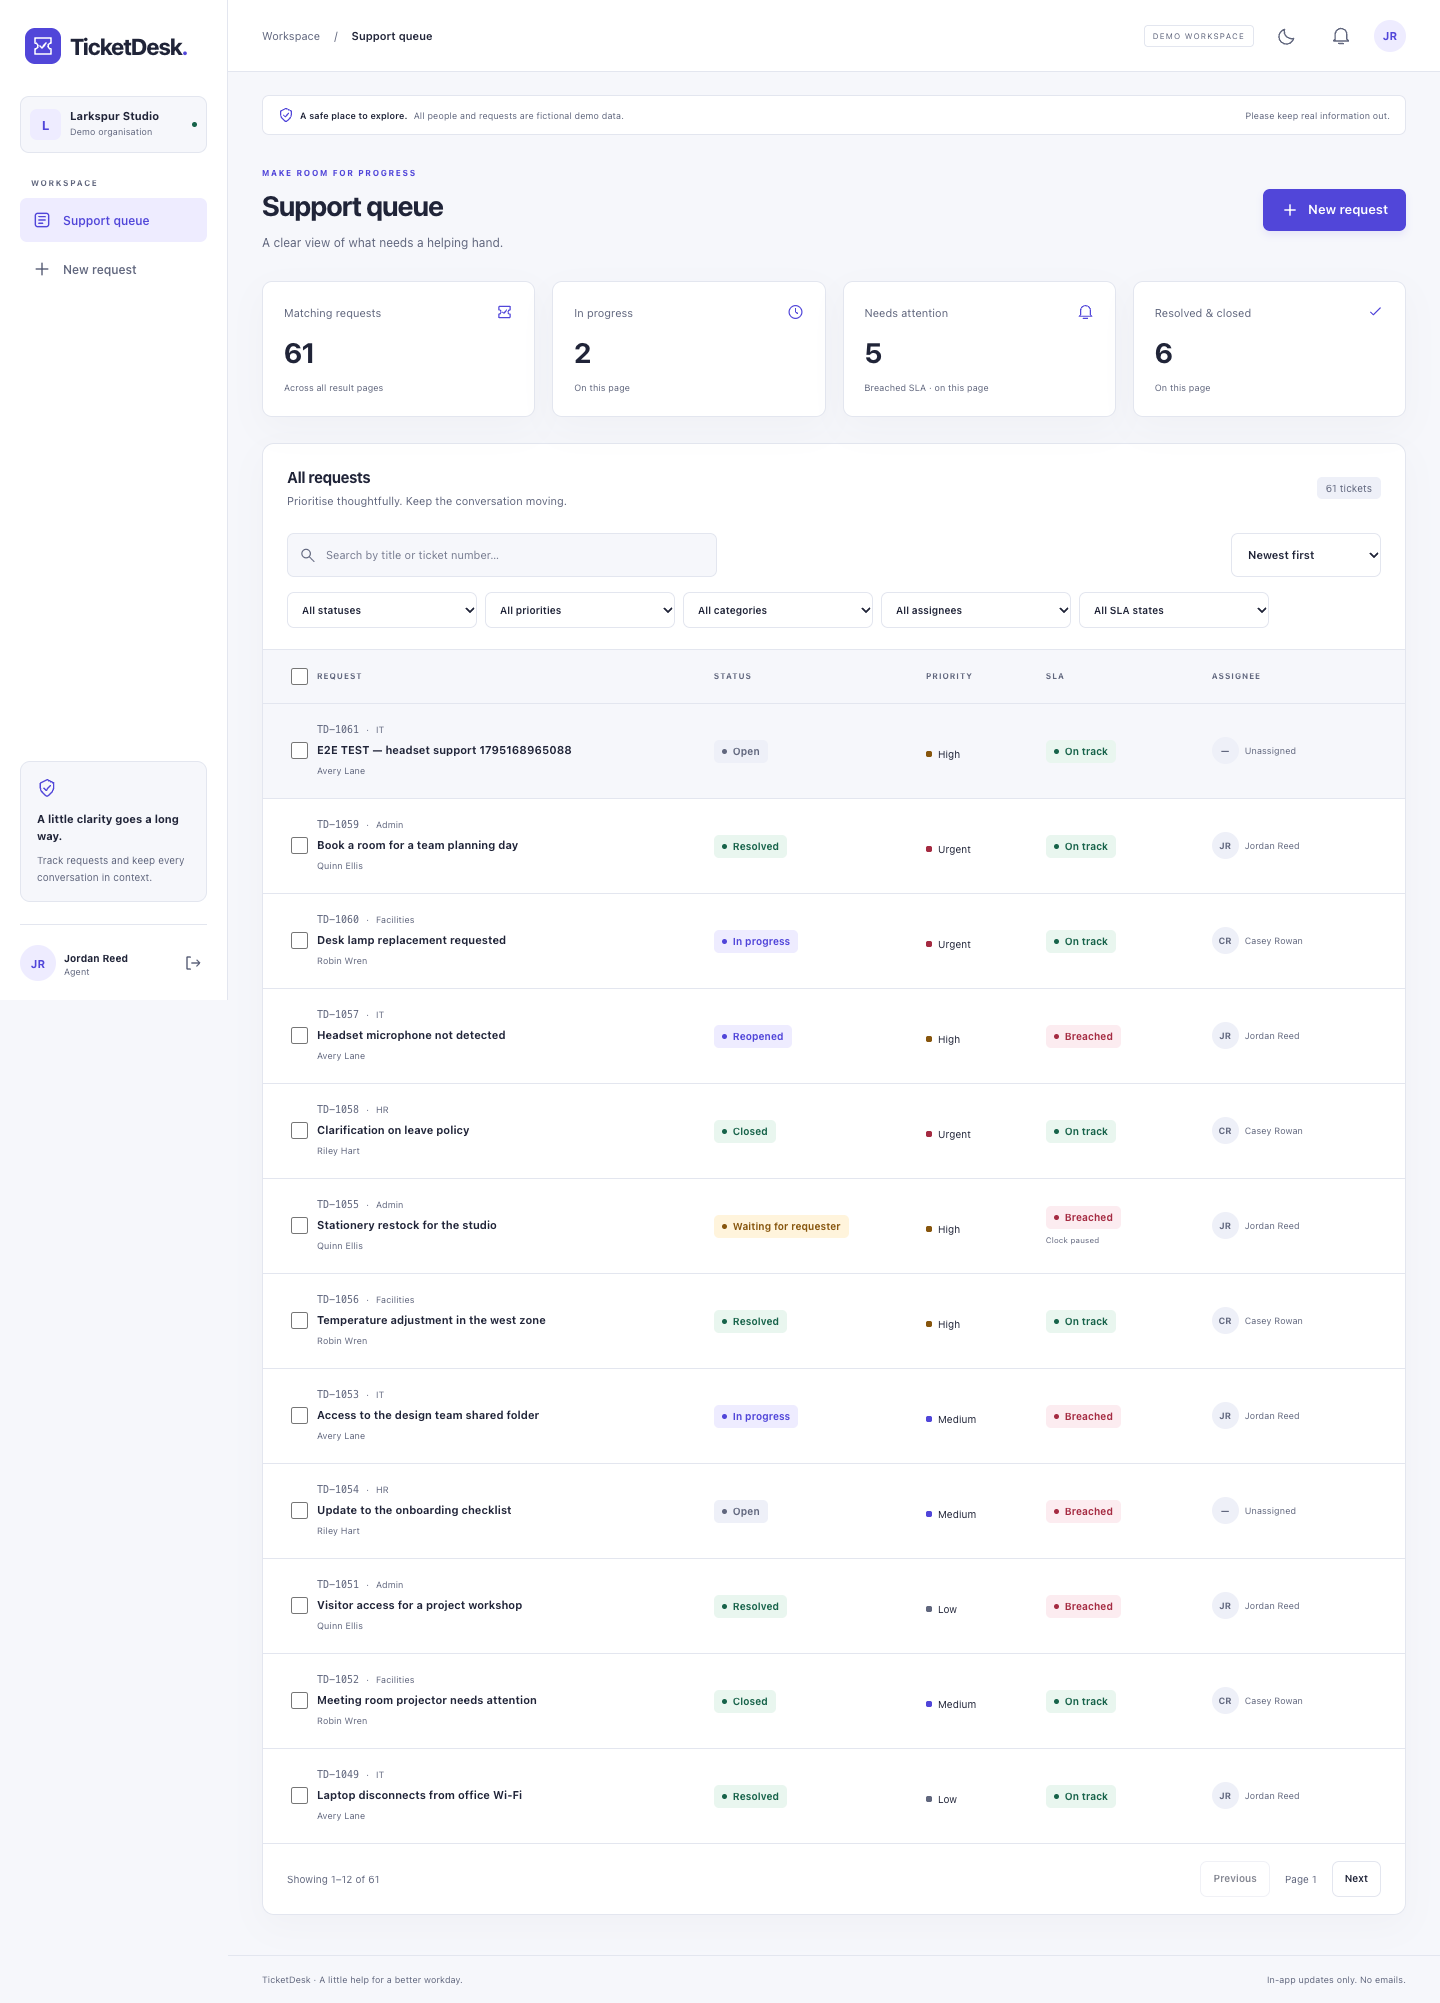 TicketDesk.
Workspace / Support queue
DEMO WORKSPACE
JR
L
Larkspur Studio
Demo organisation
WORKSPACE
Support queue
New request
A little clarity goes a long
way.
Track requests and keep every
conversation in context.
JR
Jordan Reed
Agent
A safe place to explore. All people and requests are fictional demo data.
Please keep real information out.
MAKE ROOM FOR PROGRESS
Support queue
A clear view of what needs a helping hand.
New request
Matching requests
61
Across all result pages
In progress
2
On this page
Needs attention
5
Breached SLA · on this page
Resolved & closed
6
On this page
All requests
Prioritise thoughtfully. Keep the conversation moving.
61 tickets
Search by title or ticket number...
Newest first
All statuses All priorities All categories All assignees All SLA states
REQUEST STATUS PRIORITY SLA ASSIGNEE
TD-1061 · IT
E2E TEST — headset support 1795168965088 Open High On track — Unassigned
Avery Lane
TD-1059 · Admin
Book a room for a team planning day Resolved Urgent On track JR Jordan Reed
Quinn Ellis
TD-1060 · Facilities
Desk lamp replacement requested In progress Urgent On track CR Casey Rowan
Robin Wren
TD-1057 · IT
Headset microphone not detected Reopened High Breached JR Jordan Reed
Avery Lane
TD-1058 · HR
Clarification on leave policy Closed Urgent On track CR Casey Rowan
Riley Hart
TD-1055 · Admin
Stationery restock for the studio Waiting for requester High Breached JR Jordan Reed
Quinn Ellis Clock paused
TD-1056 · Facilities
Temperature adjustment in the west zone Resolved High On track CR Casey Rowan
Robin Wren
TD-1053 · IT
Access to the design team shared folder In progress Medium Breached JR Jordan Reed
Avery Lane
TD-1054 · HR
Update to the onboarding checklist Open Medium Breached — Unassigned
Riley Hart
TD-1051 · Admin
Visitor access for a project workshop Resolved Low Breached JR Jordan Reed
Quinn Ellis
TD-1052 · Facilities
Meeting room projector needs attention Closed Medium On track CR Casey Rowan
Robin Wren
TD-1049 · IT
Laptop disconnects from office Wi-Fi Resolved Low On track JR Jordan Reed
Avery Lane
Showing 1–12 of 61
Previous Page 1 Next
TicketDesk · A little help for a better workday.
In-app updates only. No emails.